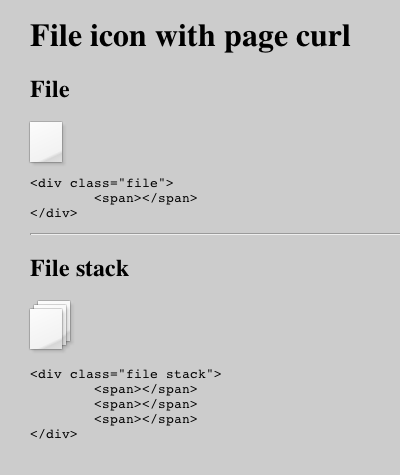 File icon with page curl
File
<div class="file">
        <span></span>
</div>
File stack
<div class="file stack">
        <span></span>
        <span></span>
        <span></span>
</div>